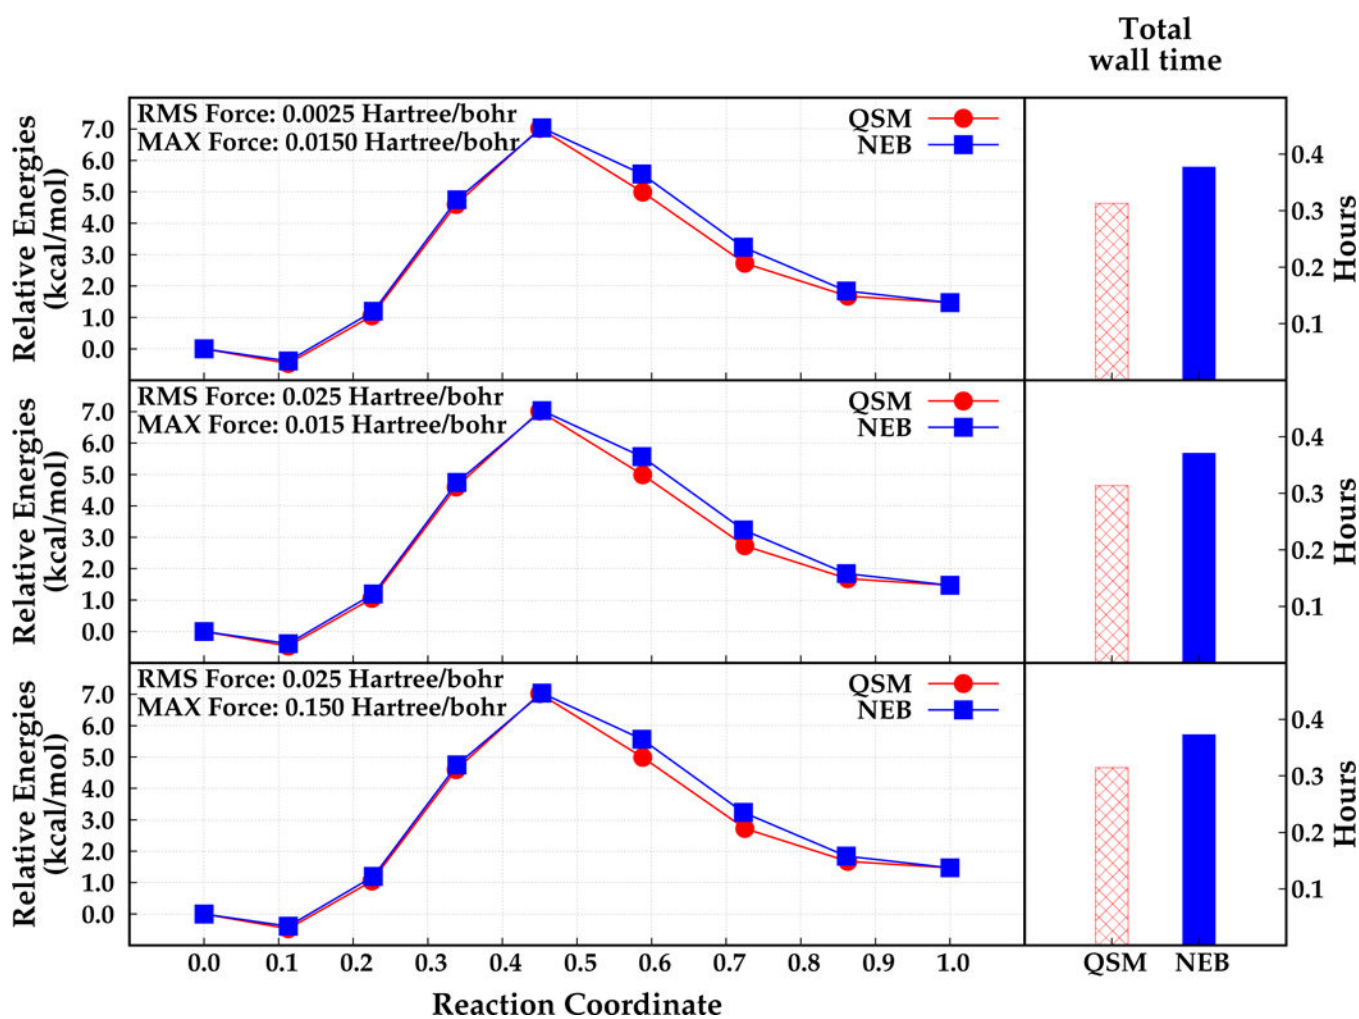 Total
wall time
RMS Force: 0.0025 Hartree/bohr
MAX Force: 0.0150 Hartree/bohr
QSM
NEB
Relative Energies
(kcal/mol)
7.0
6.0
5.0
4.0
3.0
2.0
1.0
0.0
0.4
0.3
0.2
0.1
Hours
RMS Force: 0.025 Hartree/bohr
MAX Force: 0.015 Hartree/bohr
QSM
NEB
Relative Energies
(kcal/mol)
7.0
6.0
5.0
4.0
3.0
2.0
1.0
0.0
0.4
0.3
0.2
0.1
Hours
RMS Force: 0.025 Hartree/bohr
MAX Force: 0.150 Hartree/bohr
QSM
NEB
Relative Energies
(kcal/mol)
7.0
6.0
5.0
4.0
3.0
2.0
1.0
0.0
0.4
0.3
0.2
0.1
Hours
0.0 0.1 0.2 0.3 0.4 0.5 0.6 0.7 0.8 0.9 1.0
QSM NEB
Reaction Coordinate